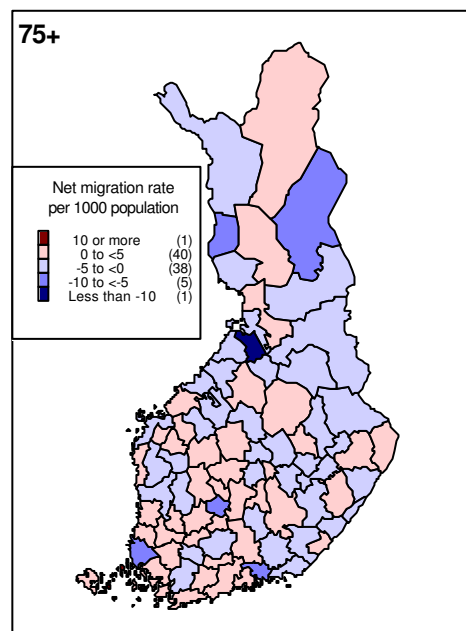 75+
Net migration rate
per 1000 population
10 or more (1)
0 to <5 (40)
-5 to <0 (38)
-10 to <-5 (5)
Less than -10 (1)